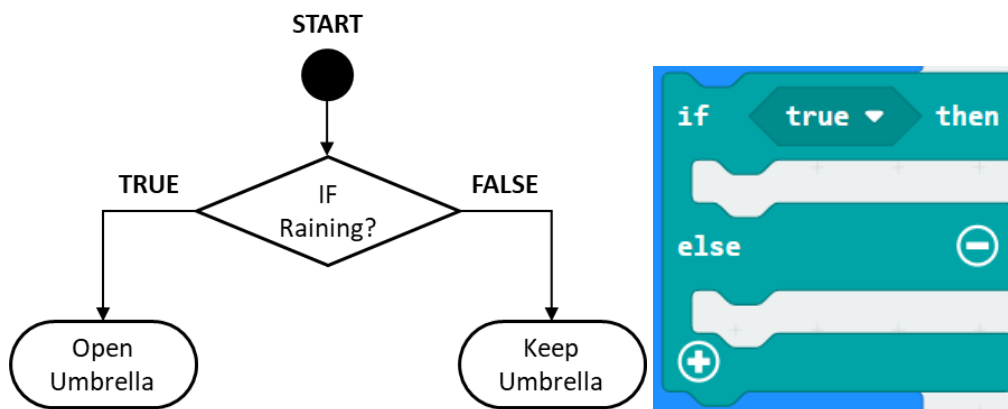 START
TRUE
FALSE
IF
Raining?
Open
Umbrella
Keep
Umbrella
if true then
else